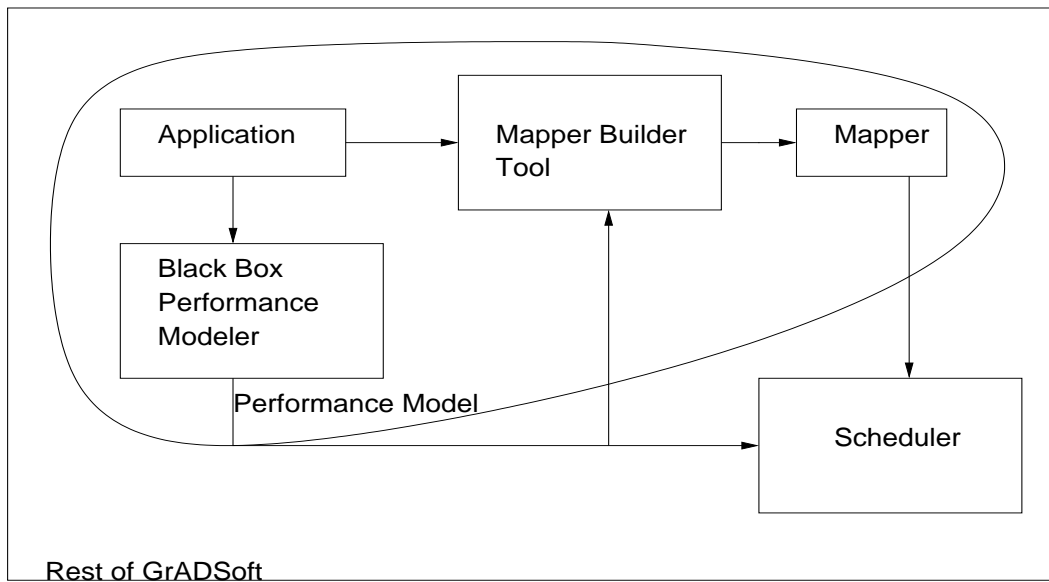 Application
Mapper Builder
Tool
Mapper
Black Box
Performance
Modeler
Performance Model
Scheduler
Rest of GrADSoft